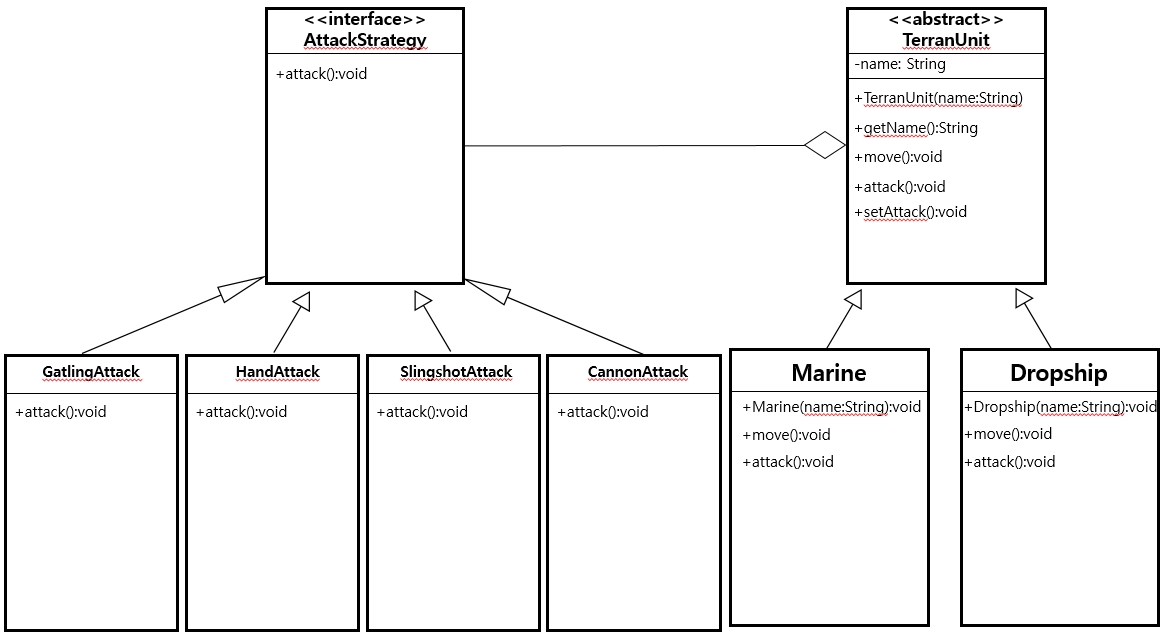 <<interface>>
AttackStrategy
+attack():void
<<abstract>>
TerranUnit
-name: String
+TerranUnit(name:String)
+getName():String
+move():void
+attack():void
+setAttack():void
GatlingAttack
+attack():void
HandAttack
+attack():void
SlingshotAttack
+attack():void
CannonAttack
+attack():void
Marine
+Marine(name:String):void
+move():void
+attack():void
Dropship
+Dropship(name:String):void
+move():void
+attack():void